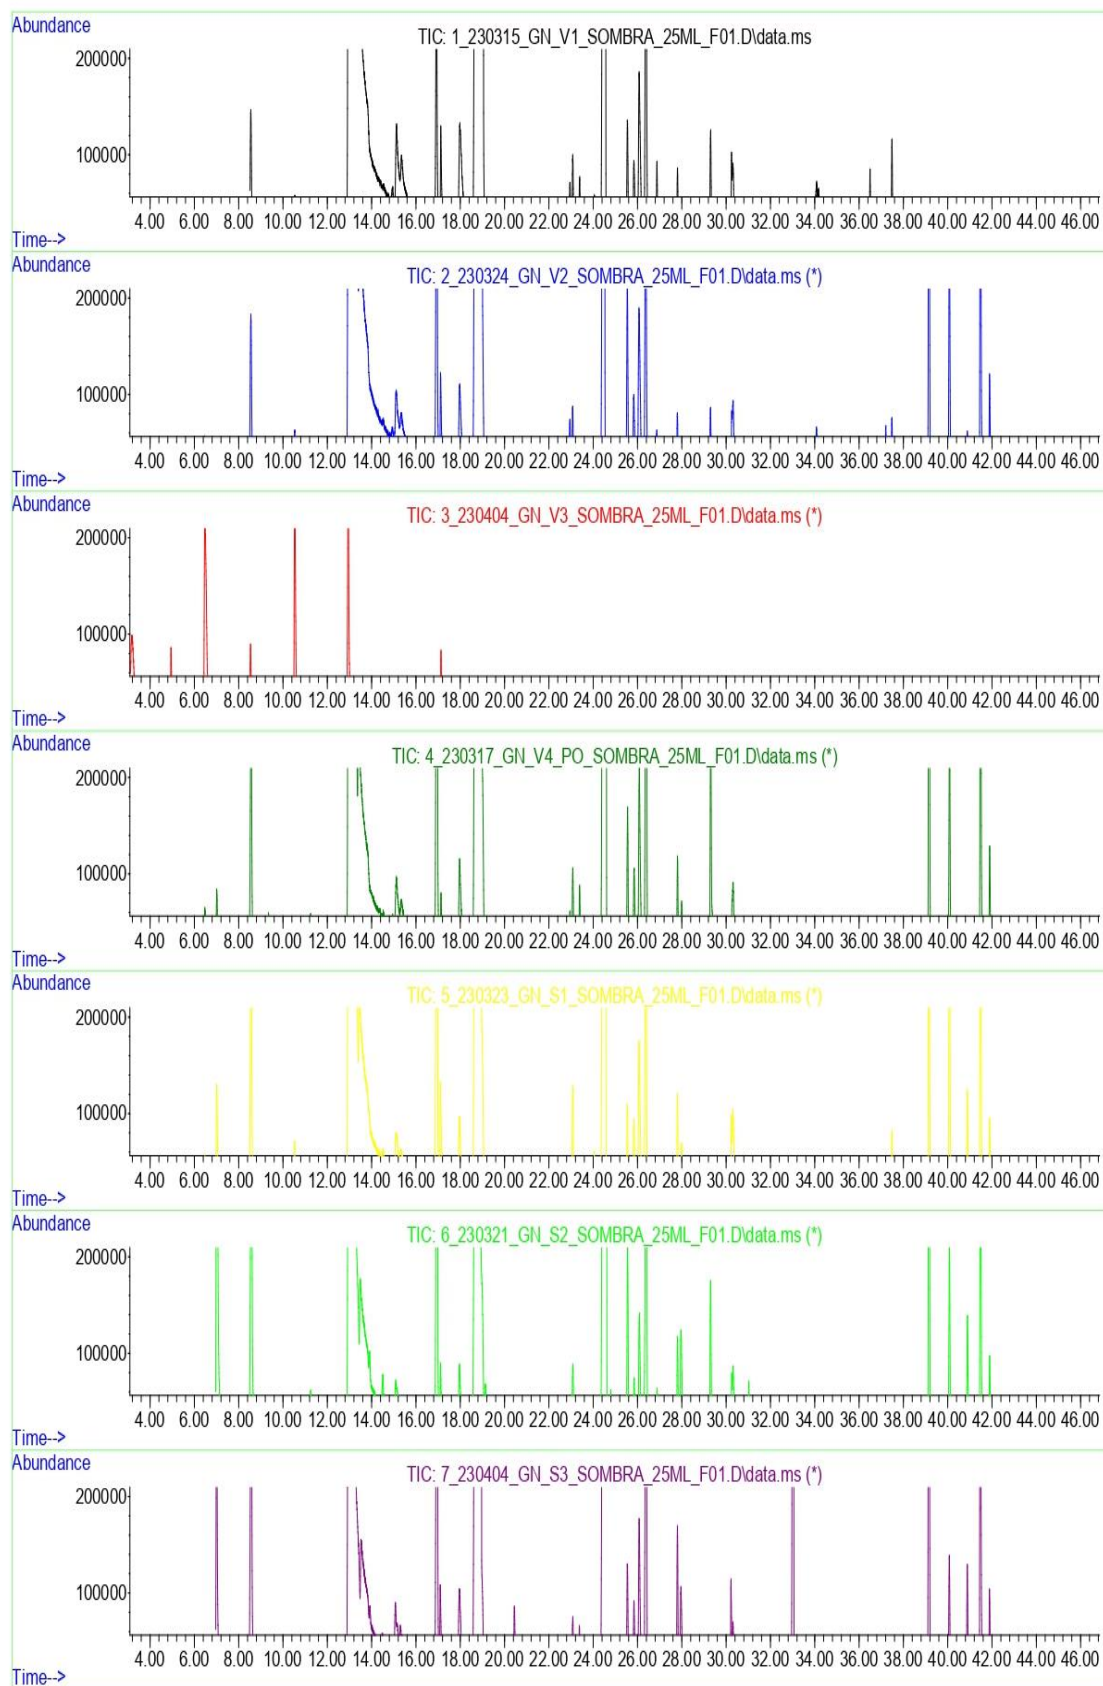 Abundance
TIC: 1_230315_GN_V1_SOMBRA_25ML_F01.D\data.ms
200000
100000
4.00 6.00 8.00 10.00 12.00 14.00 16.00 18.00 20.00 22.00 24.00 26.00 28.00 30.00 32.00 34.00 36.00 38.00 40.00 42.00 44.00 46.00
Time-->
Abundance
TIC: 2_230324_GN_V2_SOMBRA_25ML_F01.D\data.ms (*)
200000
100000
4.00 6.00 8.00 10.00 12.00 14.00 16.00 18.00 20.00 22.00 24.00 26.00 28.00 30.00 32.00 34.00 36.00 38.00 40.00 42.00 44.00 46.00
Time-->
Abundance
TIC: 3_230404_GN_V3_SOMBRA_25ML_F01.D\data.ms (*)
200000
100000
4.00 6.00 8.00 10.00 12.00 14.00 16.00 18.00 20.00 22.00 24.00 26.00 28.00 30.00 32.00 34.00 36.00 38.00 40.00 42.00 44.00 46.00
Time-->
Abundance
TIC: 4_230317_GN_V4_PO_SOMBRA_25ML_F01.D\data.ms (*)
200000
100000
4.00 6.00 8.00 10.00 12.00 14.00 16.00 18.00 20.00 22.00 24.00 26.00 28.00 30.00 32.00 34.00 36.00 38.00 40.00 42.00 44.00 46.00
Time-->
Abundance
TIC: 5_230323_GN_S1_SOMBRA_25ML_F01.D\data.ms (*)
200000
100000
4.00 6.00 8.00 10.00 12.00 14.00 16.00 18.00 20.00 22.00 24.00 26.00 28.00 30.00 32.00 34.00 36.00 38.00 40.00 42.00 44.00 46.00
Time-->
Abundance
TIC: 6_230321_GN_S2_SOMBRA_25ML_F01.D\data.ms (*)
200000
100000
4.00 6.00 8.00 10.00 12.00 14.00 16.00 18.00 20.00 22.00 24.00 26.00 28.00 30.00 32.00 34.00 36.00 38.00 40.00 42.00 44.00 46.00
Time-->
Abundance
TIC: 7_230404_GN_S3_SOMBRA_25ML_F01.D\data.ms (*)
200000
100000
4.00 6.00 8.00 10.00 12.00 14.00 16.00 18.00 20.00 22.00 24.00 26.00 28.00 30.00 32.00 34.00 36.00 38.00 40.00 42.00 44.00 46.00
Time-->